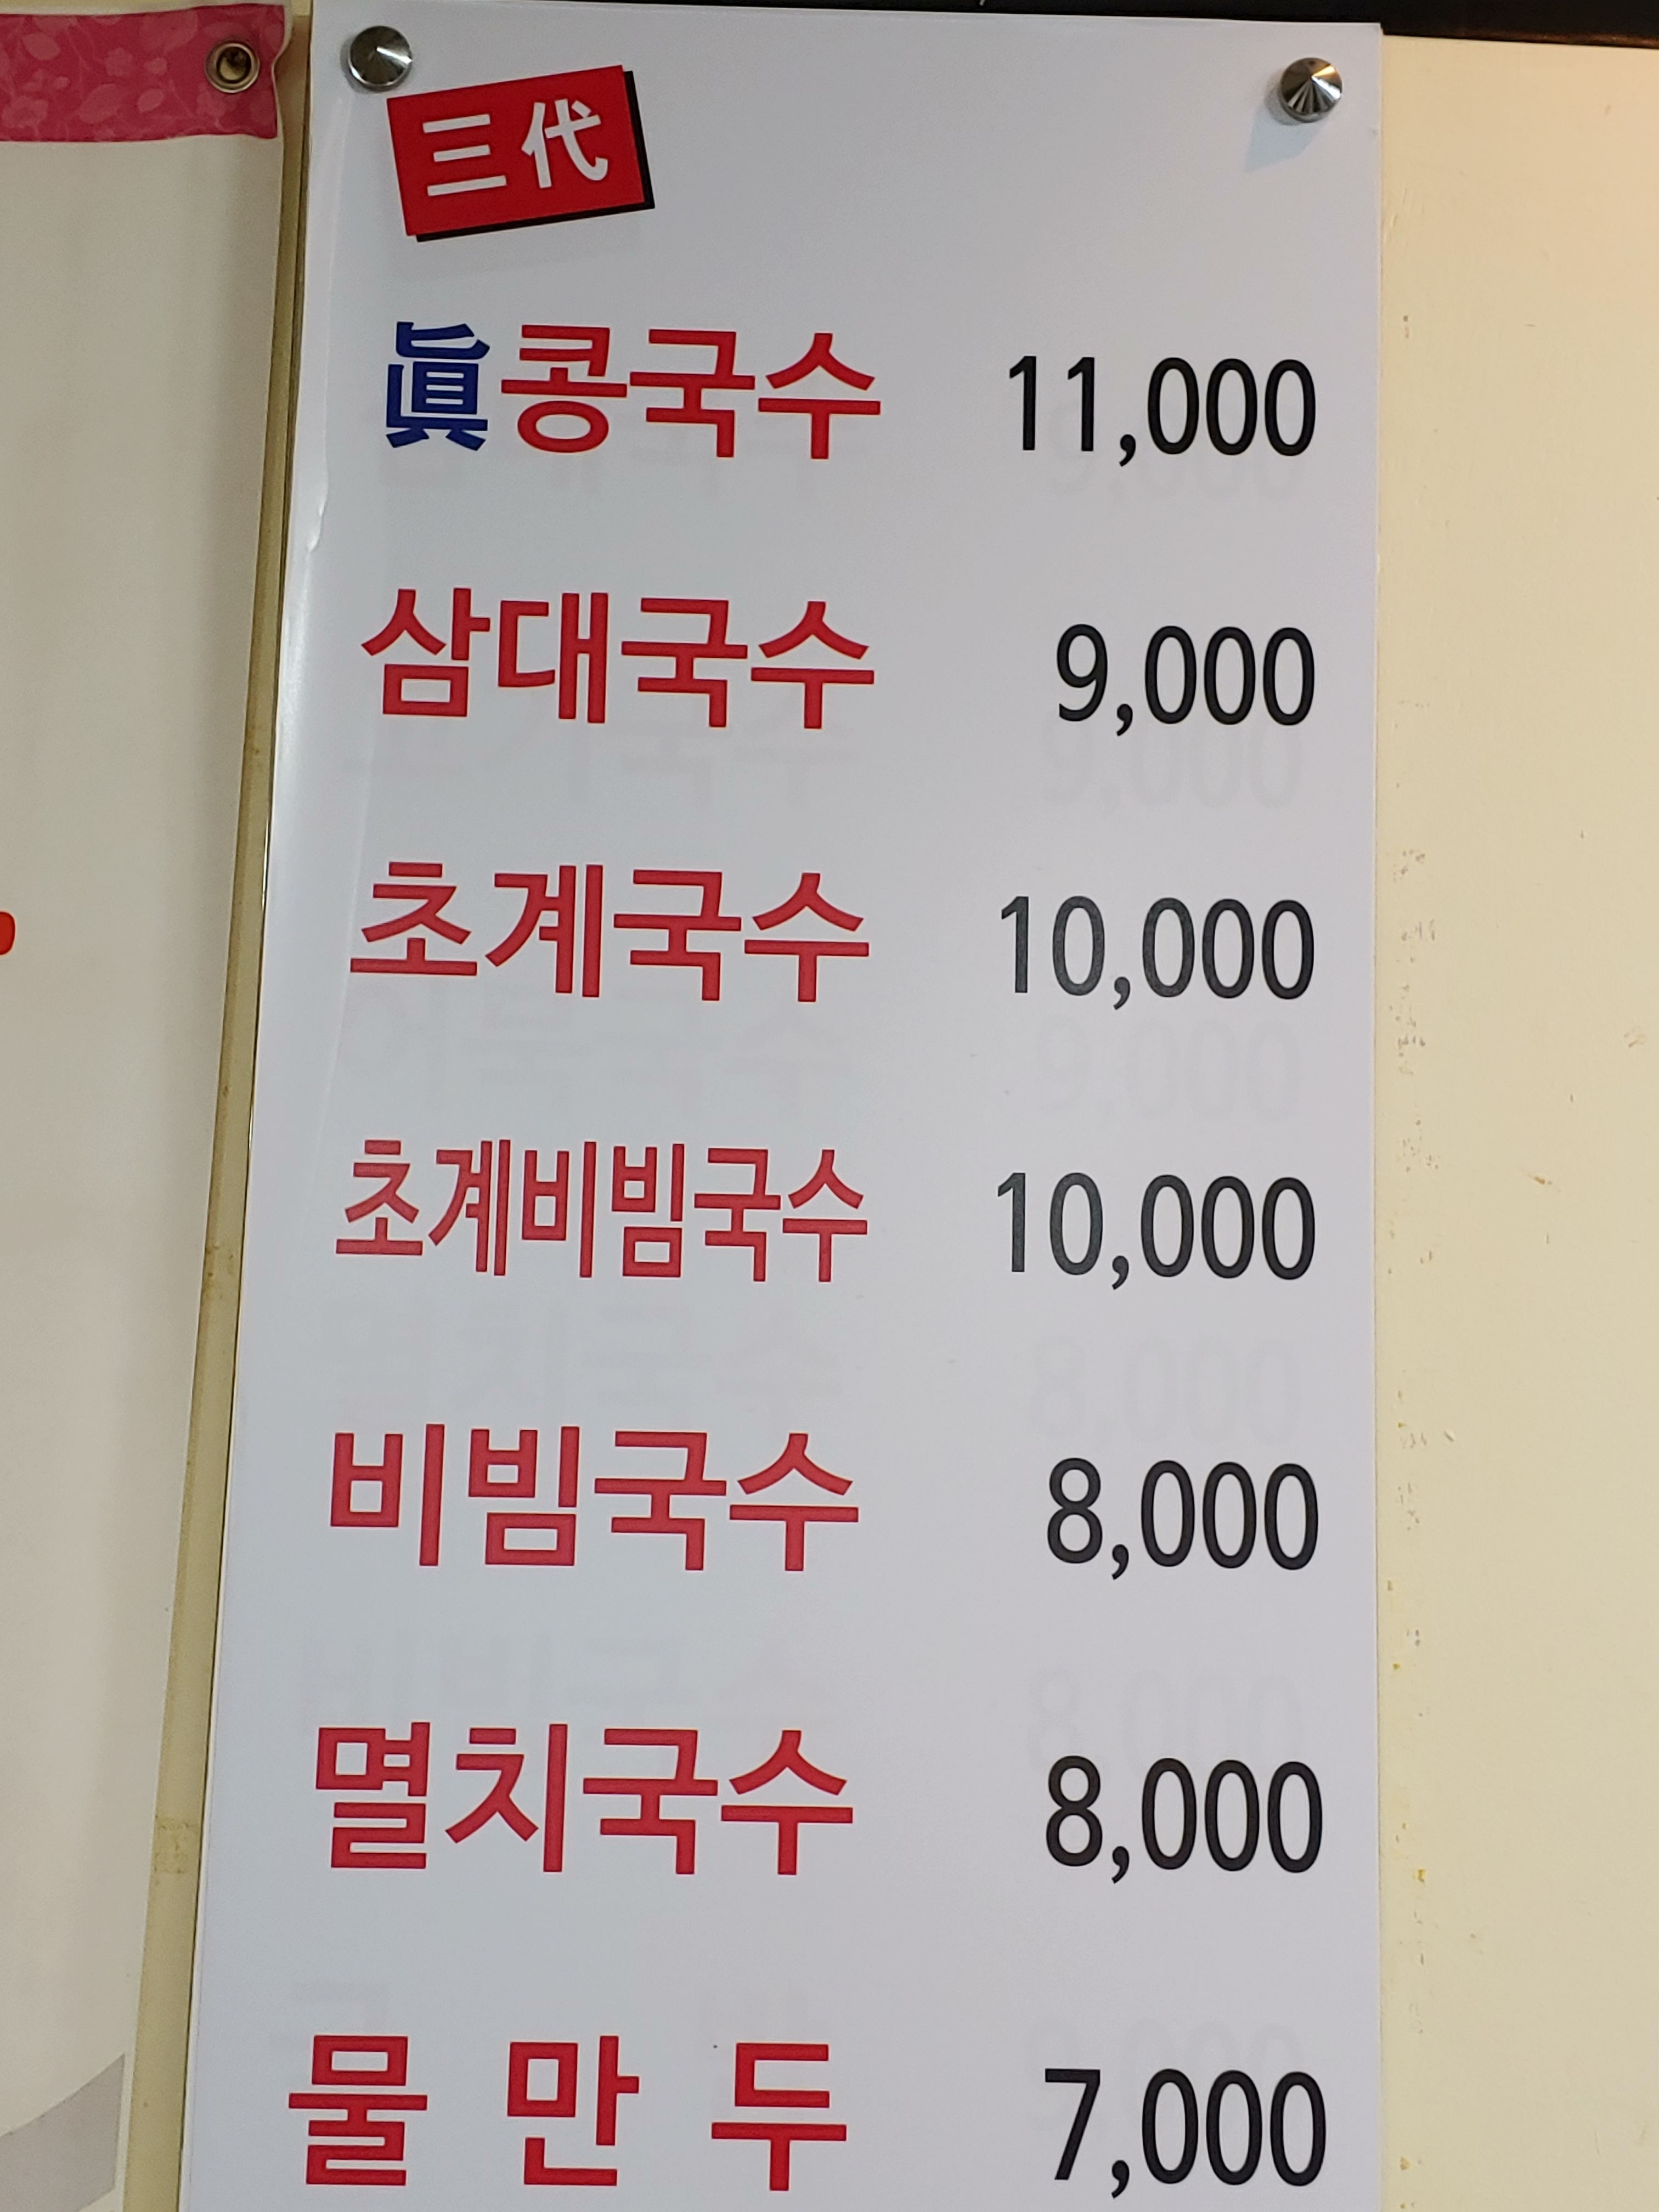 三代
眞콩국수 11,000
삼대국수 9,000
초계국수 10,000
초계비빔국수 10,000
비빔국수 8,000
멸치국수 8,000
물만두 7,000